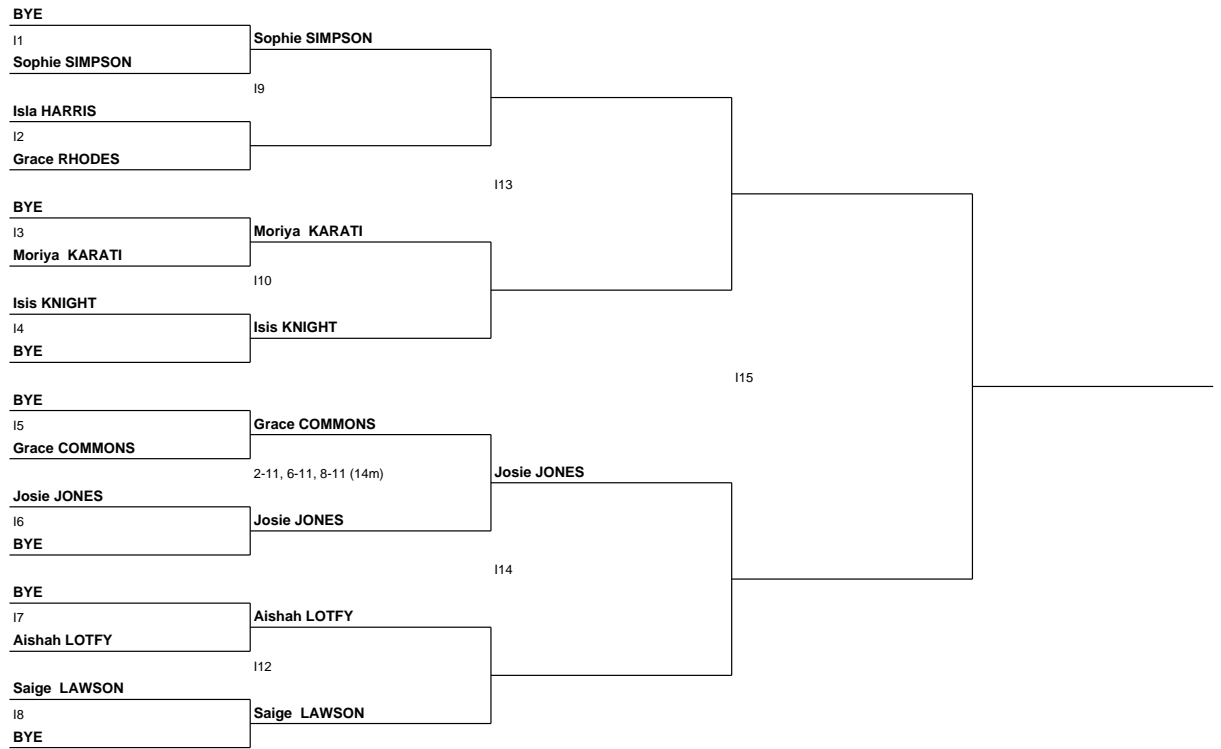 BYE
I1
Sophie SIMPSON
Sophie SIMPSON
I9
Isla HARRIS
I2
Grace RHODES
I13
BYE
I3
Moriya  KARATI
Moriya  KARATI
I10
Isis KNIGHT
I4
BYE
Isis KNIGHT
I15
BYE
I5
Grace COMMONS
Grace COMMONS
2-11, 6-11, 8-11 (14m)
Josie JONES
Josie JONES
I6
BYE
Josie JONES
I14
BYE
I7
Aishah LOTFY
Aishah LOTFY
I12
Saige  LAWSON
I8
BYE
Saige  LAWSON